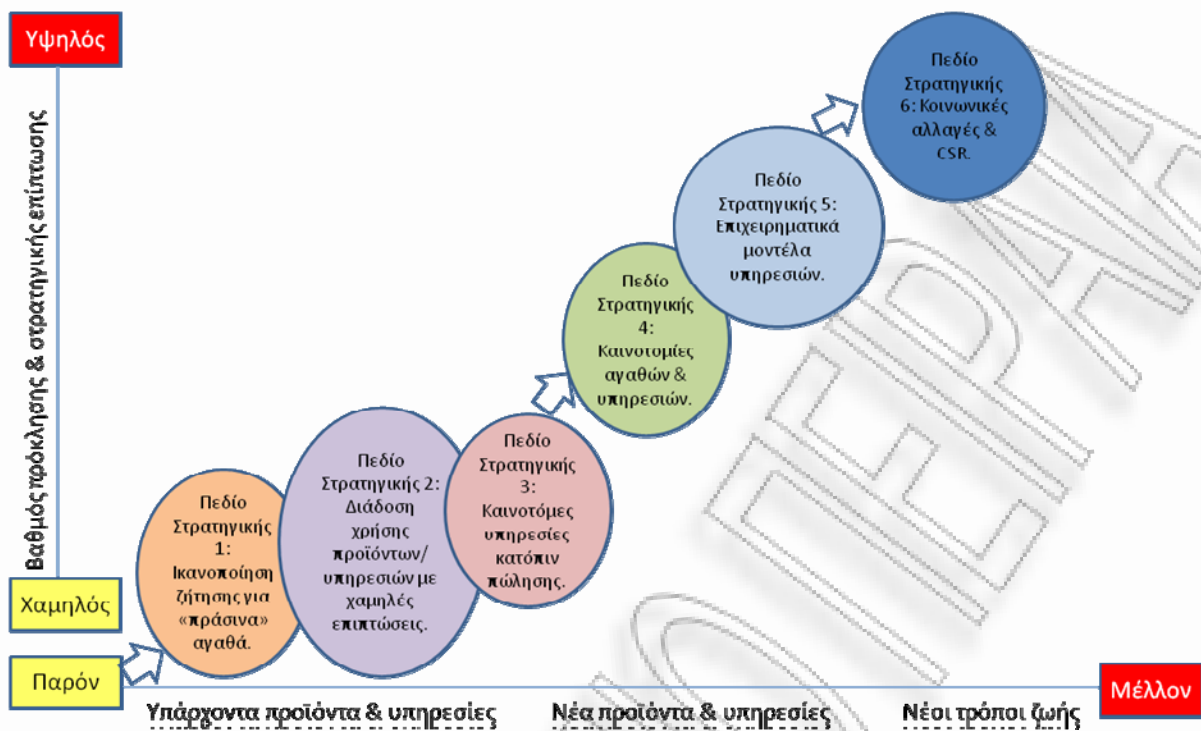 Υψηλός
Βαθμός πρόκλησης & στρατηγικής επίπτωσης
Χαμηλός
Παρόν
Πεδίο
Στρατηγικής
1:
Ικανοποίηση
ζήτησης για
«πράσινα»
αγαθά.
Πεδίο
Στρατηγικής 2:
Διάδοση
χρήσης
προϊόντων/
υπηρεσιών με
χαμηλές
επιπτώσεις.
Πεδίο
Στρατηγικής
3:
Καινοτόμες
υπηρεσίες
κατόπιν
πώλησης.
Πεδίο
Στρατηγικής
4:
Καινοτομίες
αγαθών &
υπηρεσιών.
Πεδίο
Στρατηγικής 5:
Επιχειρηματικά
μοντέλα
υπηρεσιών.
Πεδίο
Στρατηγικής
6: Κοινωνικές
αλλαγές &
CSR.
Υπάρχοντα προϊόντα & υπηρεσίες
Νέα προϊόντα & υπηρεσίες
Νέοι τρόποι ζωής
Μέλλον